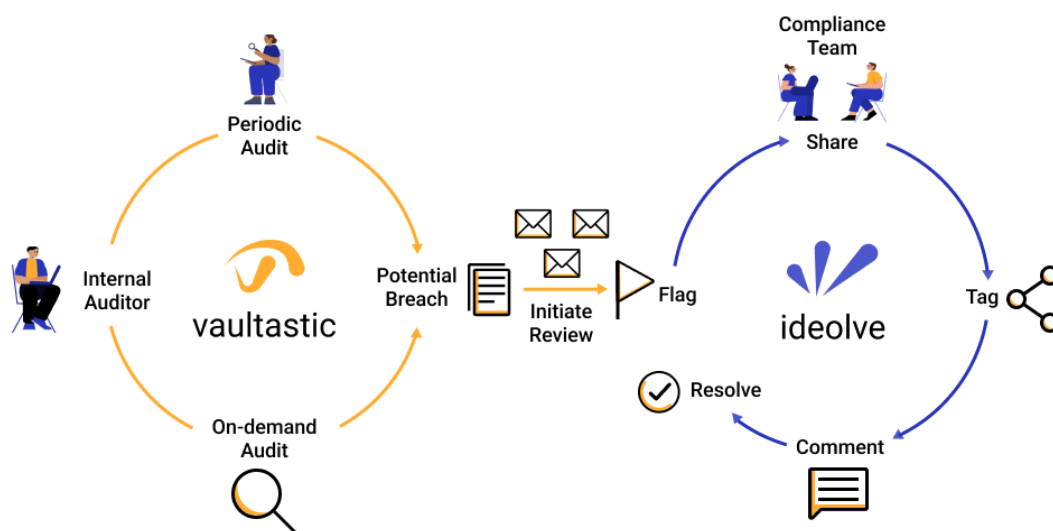 Periodic
Audit
Internal
Auditor
vaultastic
On-demand
Audit
Potential
Breach
Initiate
Review
Flag
Compliance
Team
Share
Tag
ideolve
Comment
Resolve